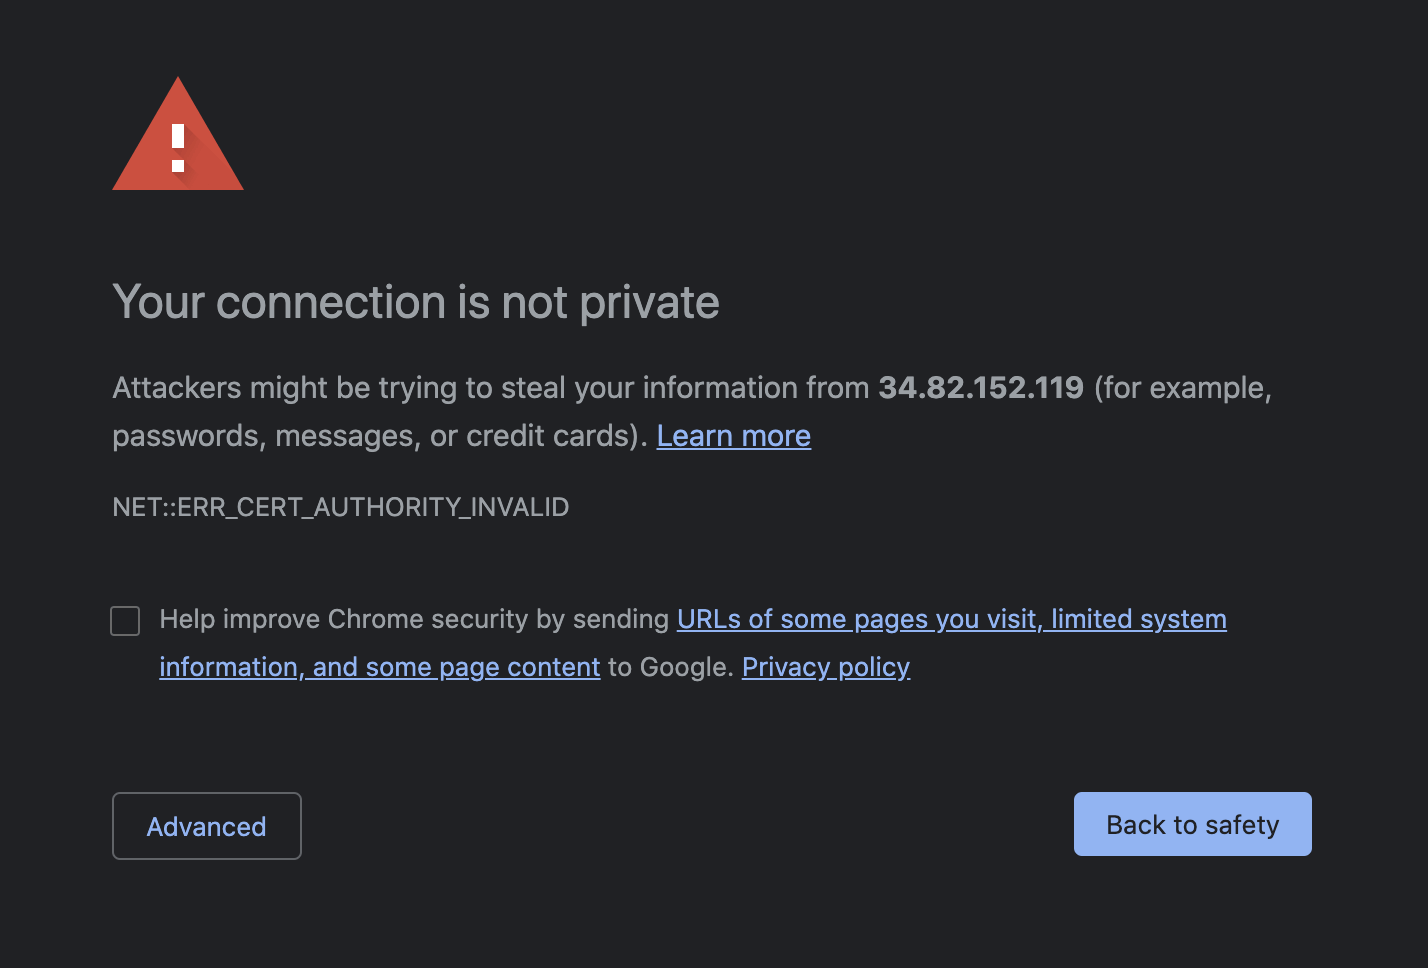 Your connection is not private
Attackers might be trying to steal your information from 34.82.152.119 (for example,
passwords, messages, or credit cards). Learn more
NET::ERR_CERT_AUTHORITY_INVALID
Help improve Chrome security by sending URLs of some pages you visit, limited system
information, and some page content to Google. Privacy policy
Advanced
Back to safety